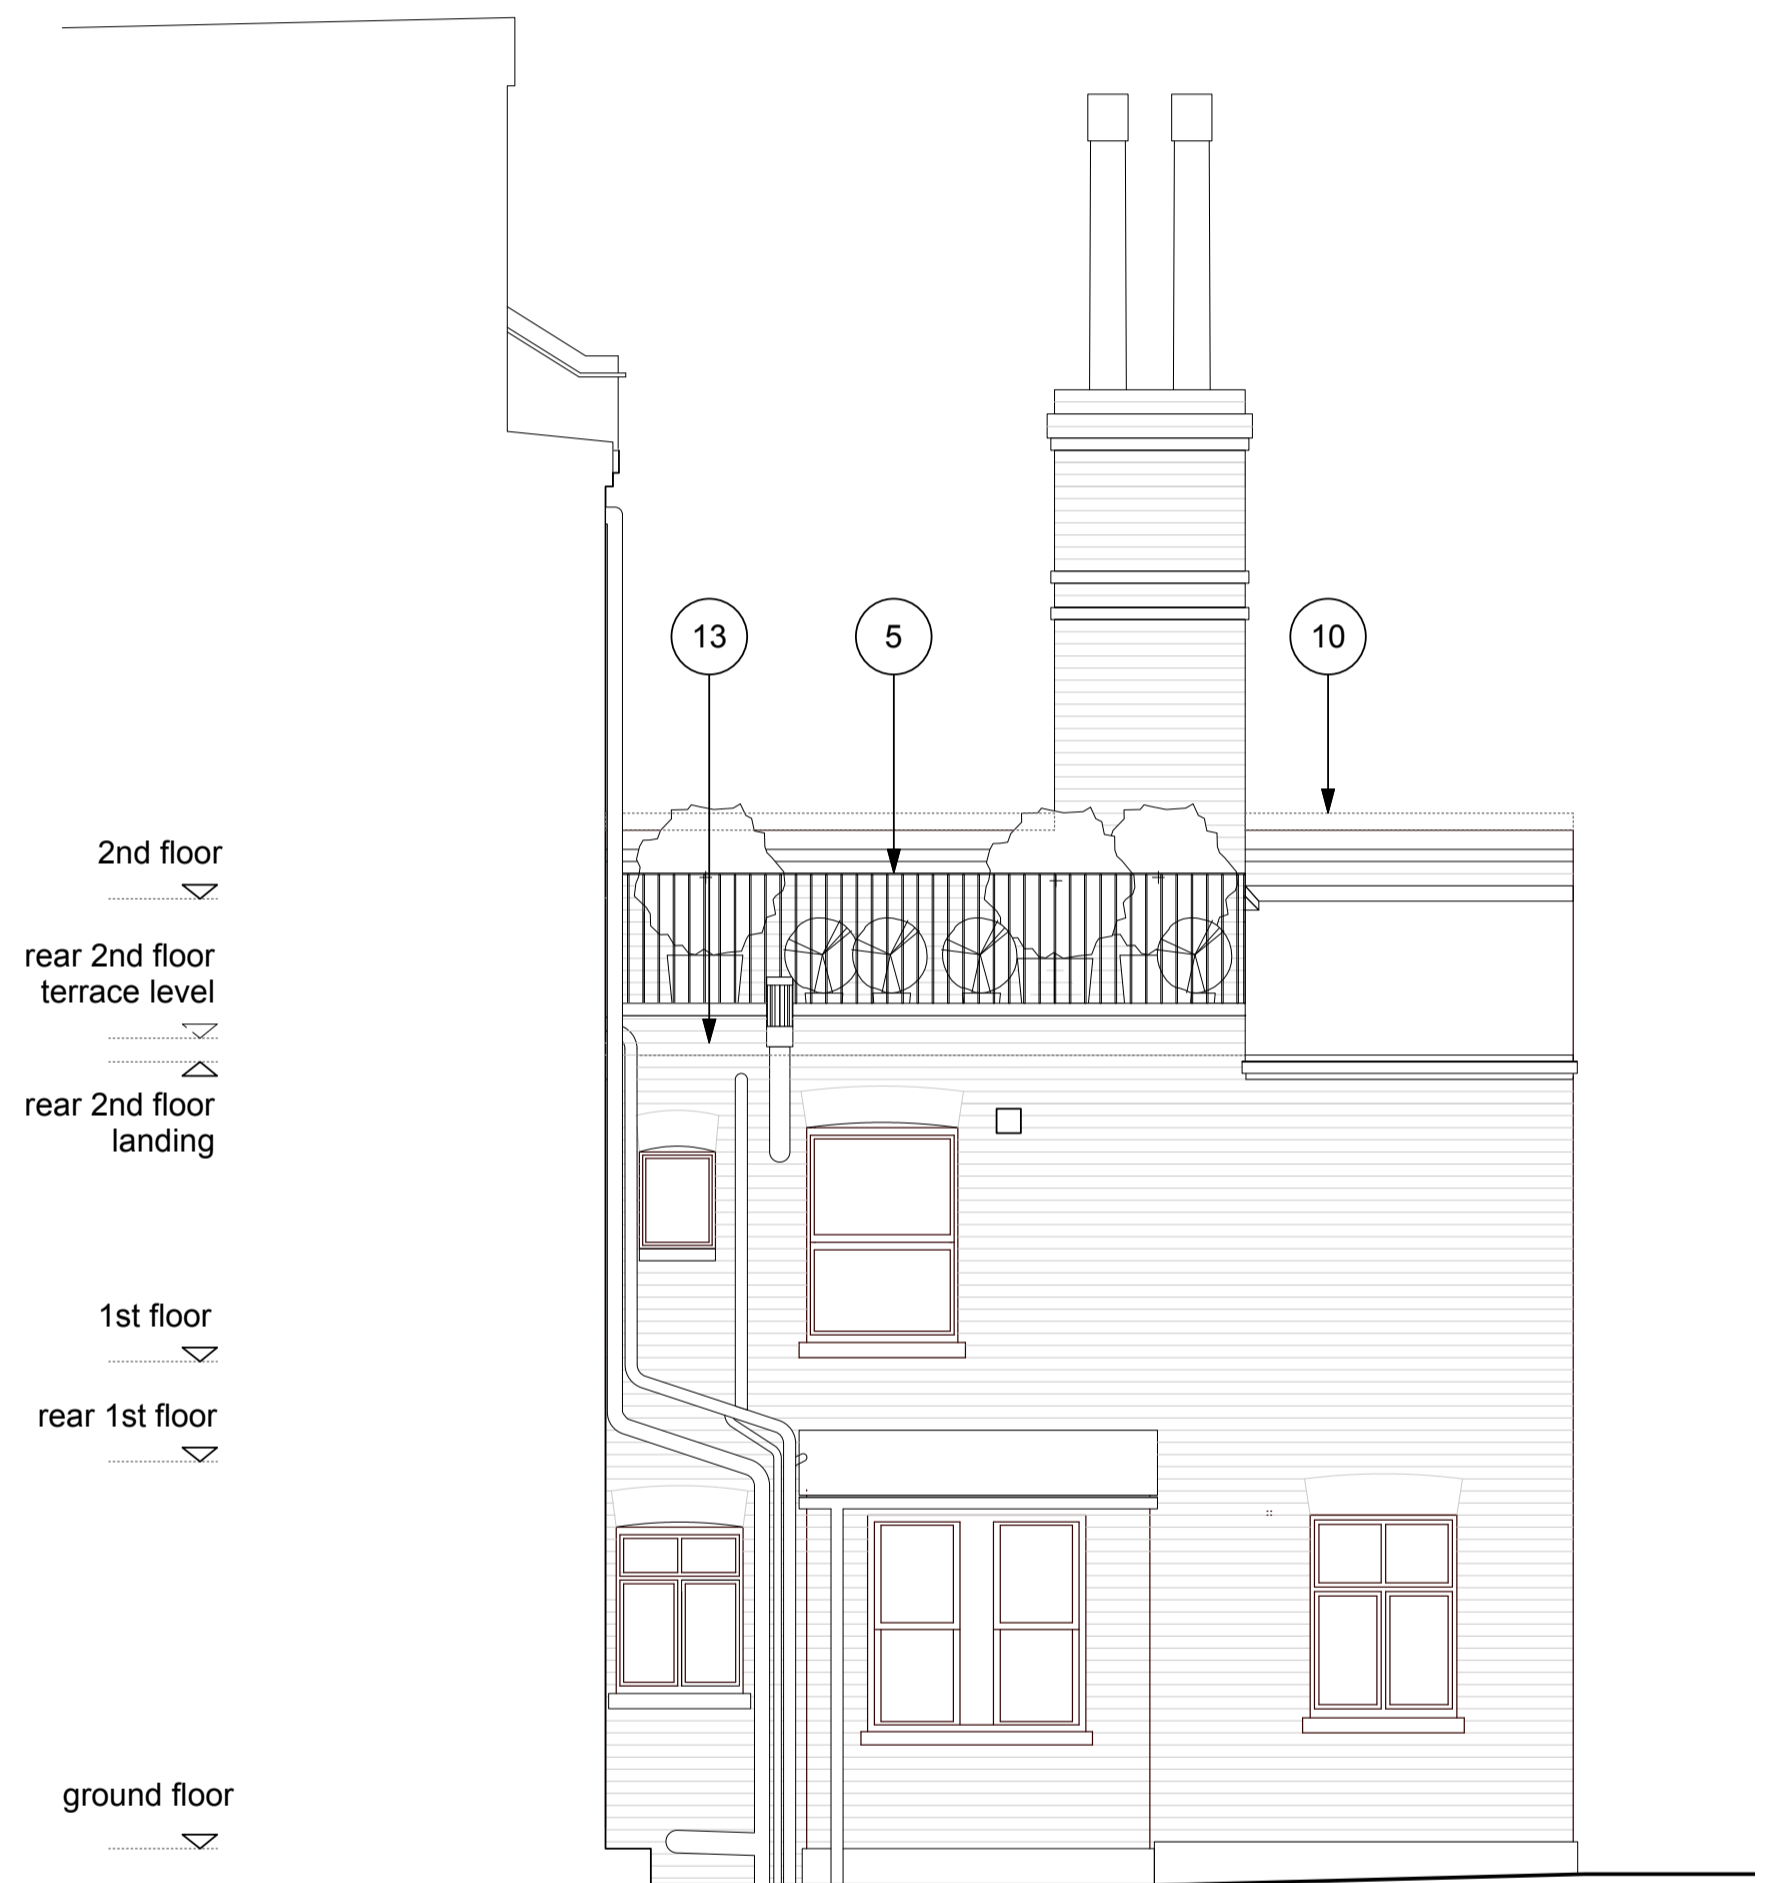 13
5
10
2nd floor
rear 2nd floor
terrace level
rear 2nd floor
landing
1st floor
rear 1st floor
ground floor